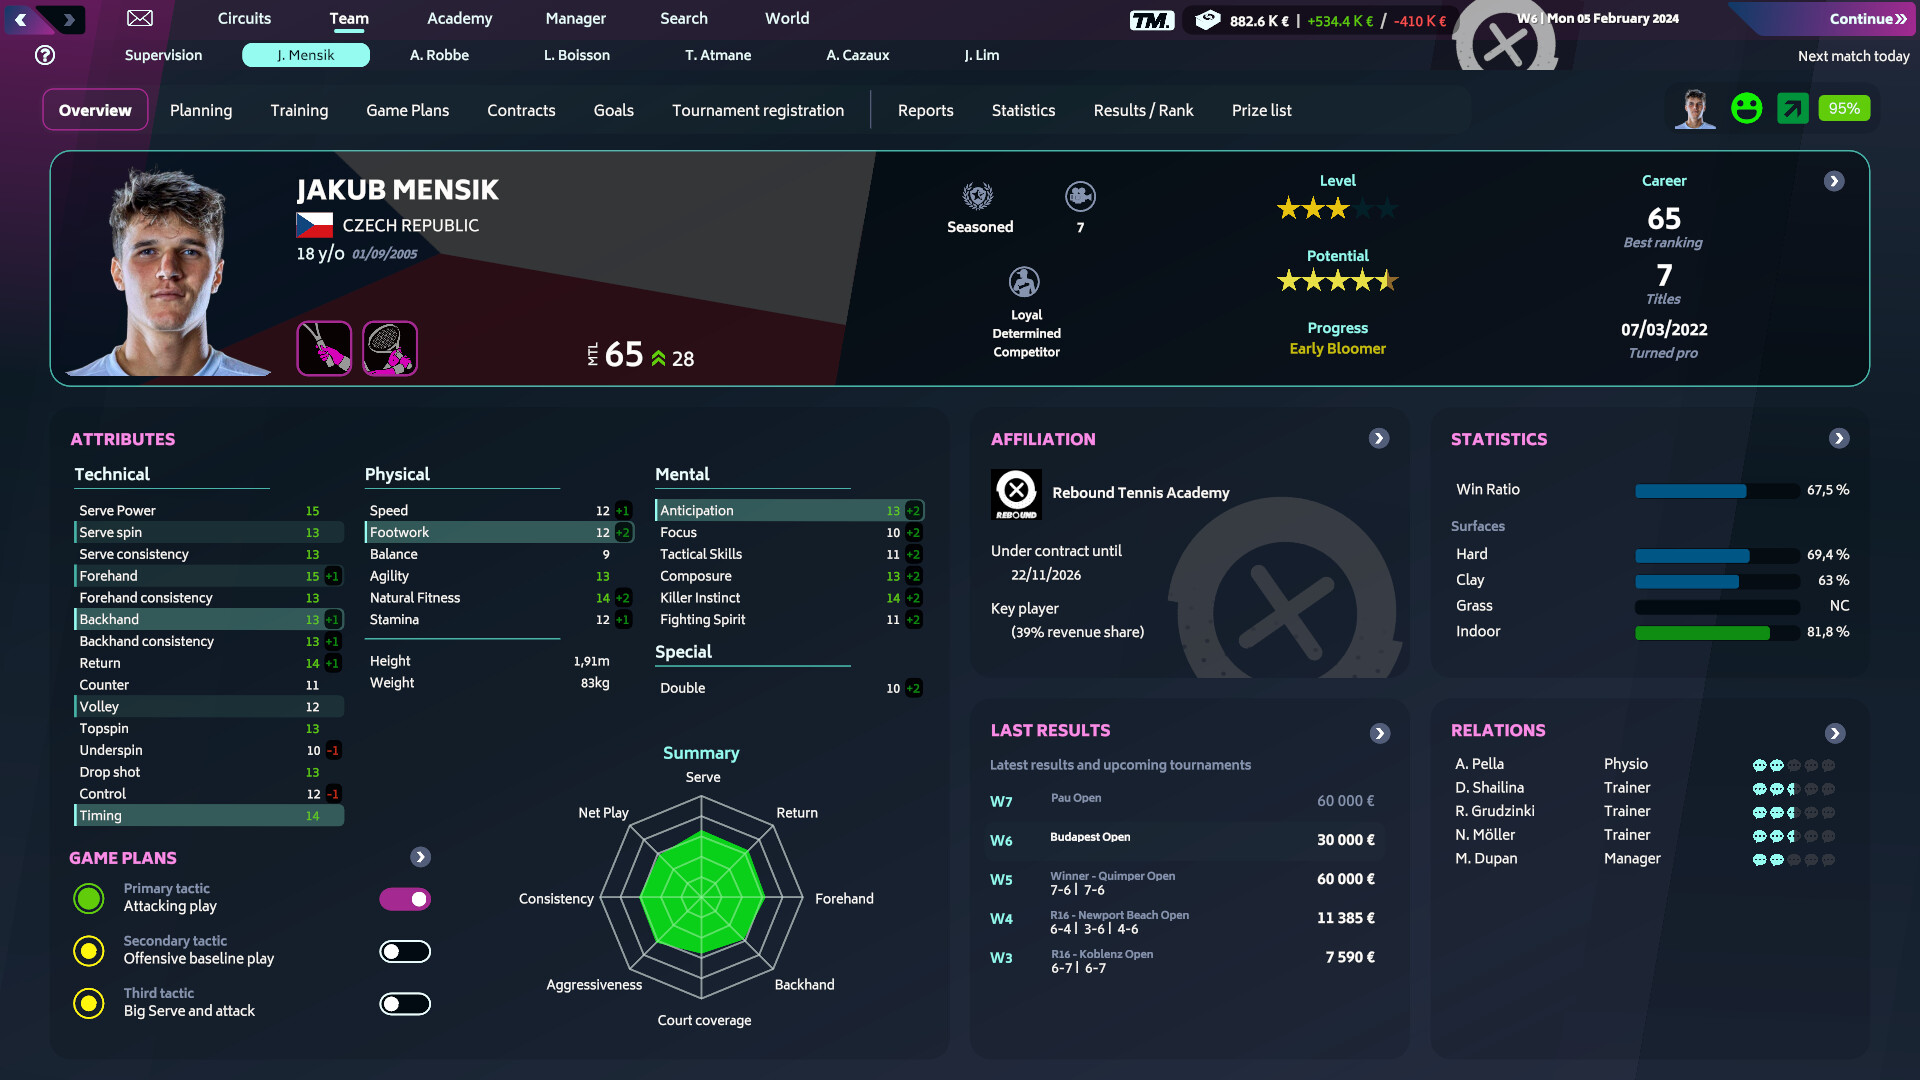 Circuits
Team
Academy
Manager
Search
World
TM.
882.6 K € | +534.4 K € / -410 K €
W6 | Mon 05 February 2024
Continue
Supervision
J. Mensik
A. Robbe
L. Boisson
T. Atmane
A. Cazaux
J. Lim
Next match today
Overview
Planning
Training
Game Plans
Contracts
Goals
Tournament registration
Reports
Statistics
Results / Rank
Prize list
95%
JAKUB MENSIK
CZECH REPUBLIC
18 y/o 01/09/2005
MTL 65 28
Seasoned
7
Loyal
Determined
Competitor
Level
Potential
Progress
Early Bloomer
Career
65
Best ranking
7
Titles
07/03/2022
Turned pro
ATTRIBUTES
Technical
Serve Power 15
Serve spin 13
Serve consistency 13
Forehand 15 +1
Forehand consistency 13
Backhand 13 +1
Backhand consistency 13 +1
Return 14 +1
Counter 11
Volley 12
Topspin 13
Underspin 10 -1
Drop shot 13
Control 12 -1
Timing 14
Physical
Speed 12 +1
Footwork 12 +2
Balance 9
Agility 13
Natural Fitness 14 +2
Stamina 12 +1
Height 1,91m
Weight 83kg
Mental
Anticipation 13 +2
Focus 10 +2
Tactical Skills 11 +2
Composure 13 +2
Killer Instinct 14 +2
Fighting Spirit 11 +2
Special
Double 10 +2
GAME PLANS
Primary tactic
Attacking play
Secondary tactic
Offensive baseline play
Third tactic
Big Serve and attack
Summary
Serve
Return
Forehand
Backhand
Court coverage
Aggressiveness
Consistency
Net Play
AFFILIATION
REBOUND
Rebound Tennis Academy
Under contract until
22/11/2026
Key player
(39% revenue share)
STATISTICS
Win Ratio 67,5 %
Surfaces
Hard 69,4 %
Clay 63 %
Grass NC
Indoor 81,8 %
LAST RESULTS
Latest results and upcoming tournaments
W7 Pau Open 60 000 €
W6 Budapest Open 30 000 €
W5 Winner - Quimper Open 60 000 €
7-6 | 7-6
W4 R16 - Newport Beach Open 11 385 €
6-4 | 3-6 | 4-6
W3 R16 - Koblenz Open 7 590 €
6-7 | 6-7
RELATIONS
A. Pella Physio
D. Shailina Trainer
R. Grudzinki Trainer
N. Möller Trainer
M. Dupan Manager